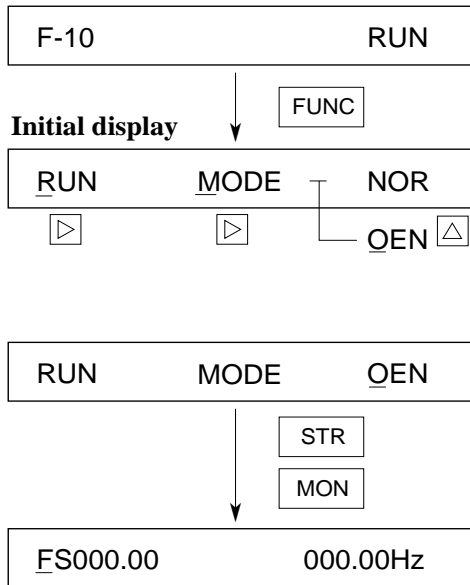 F-10 RUN
FUNC
Initial display
RUN MODE NOR
OEN
RUN MODE OEN
STR
MON
FS000.00 000.00Hz